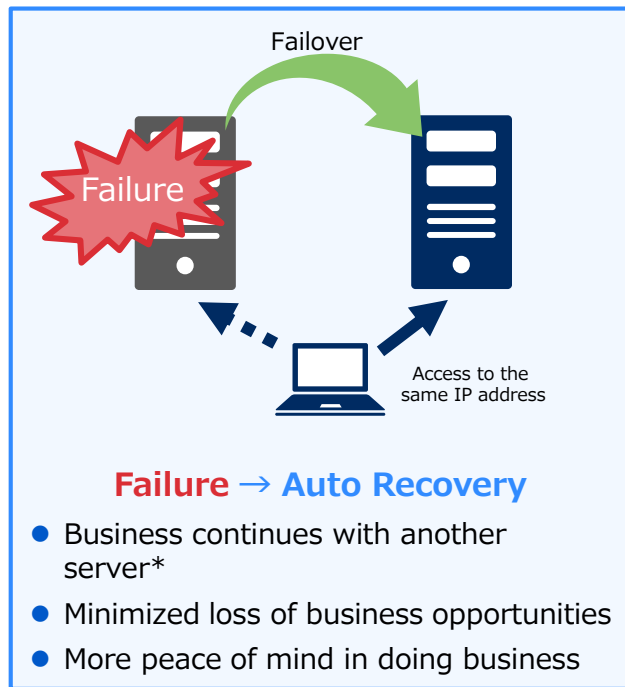 Failover
Failure
Access to the
same IP address
Failure → Auto Recovery
● Business continues with another
server*
● Minimized loss of business opportunities
● More peace of mind in doing business